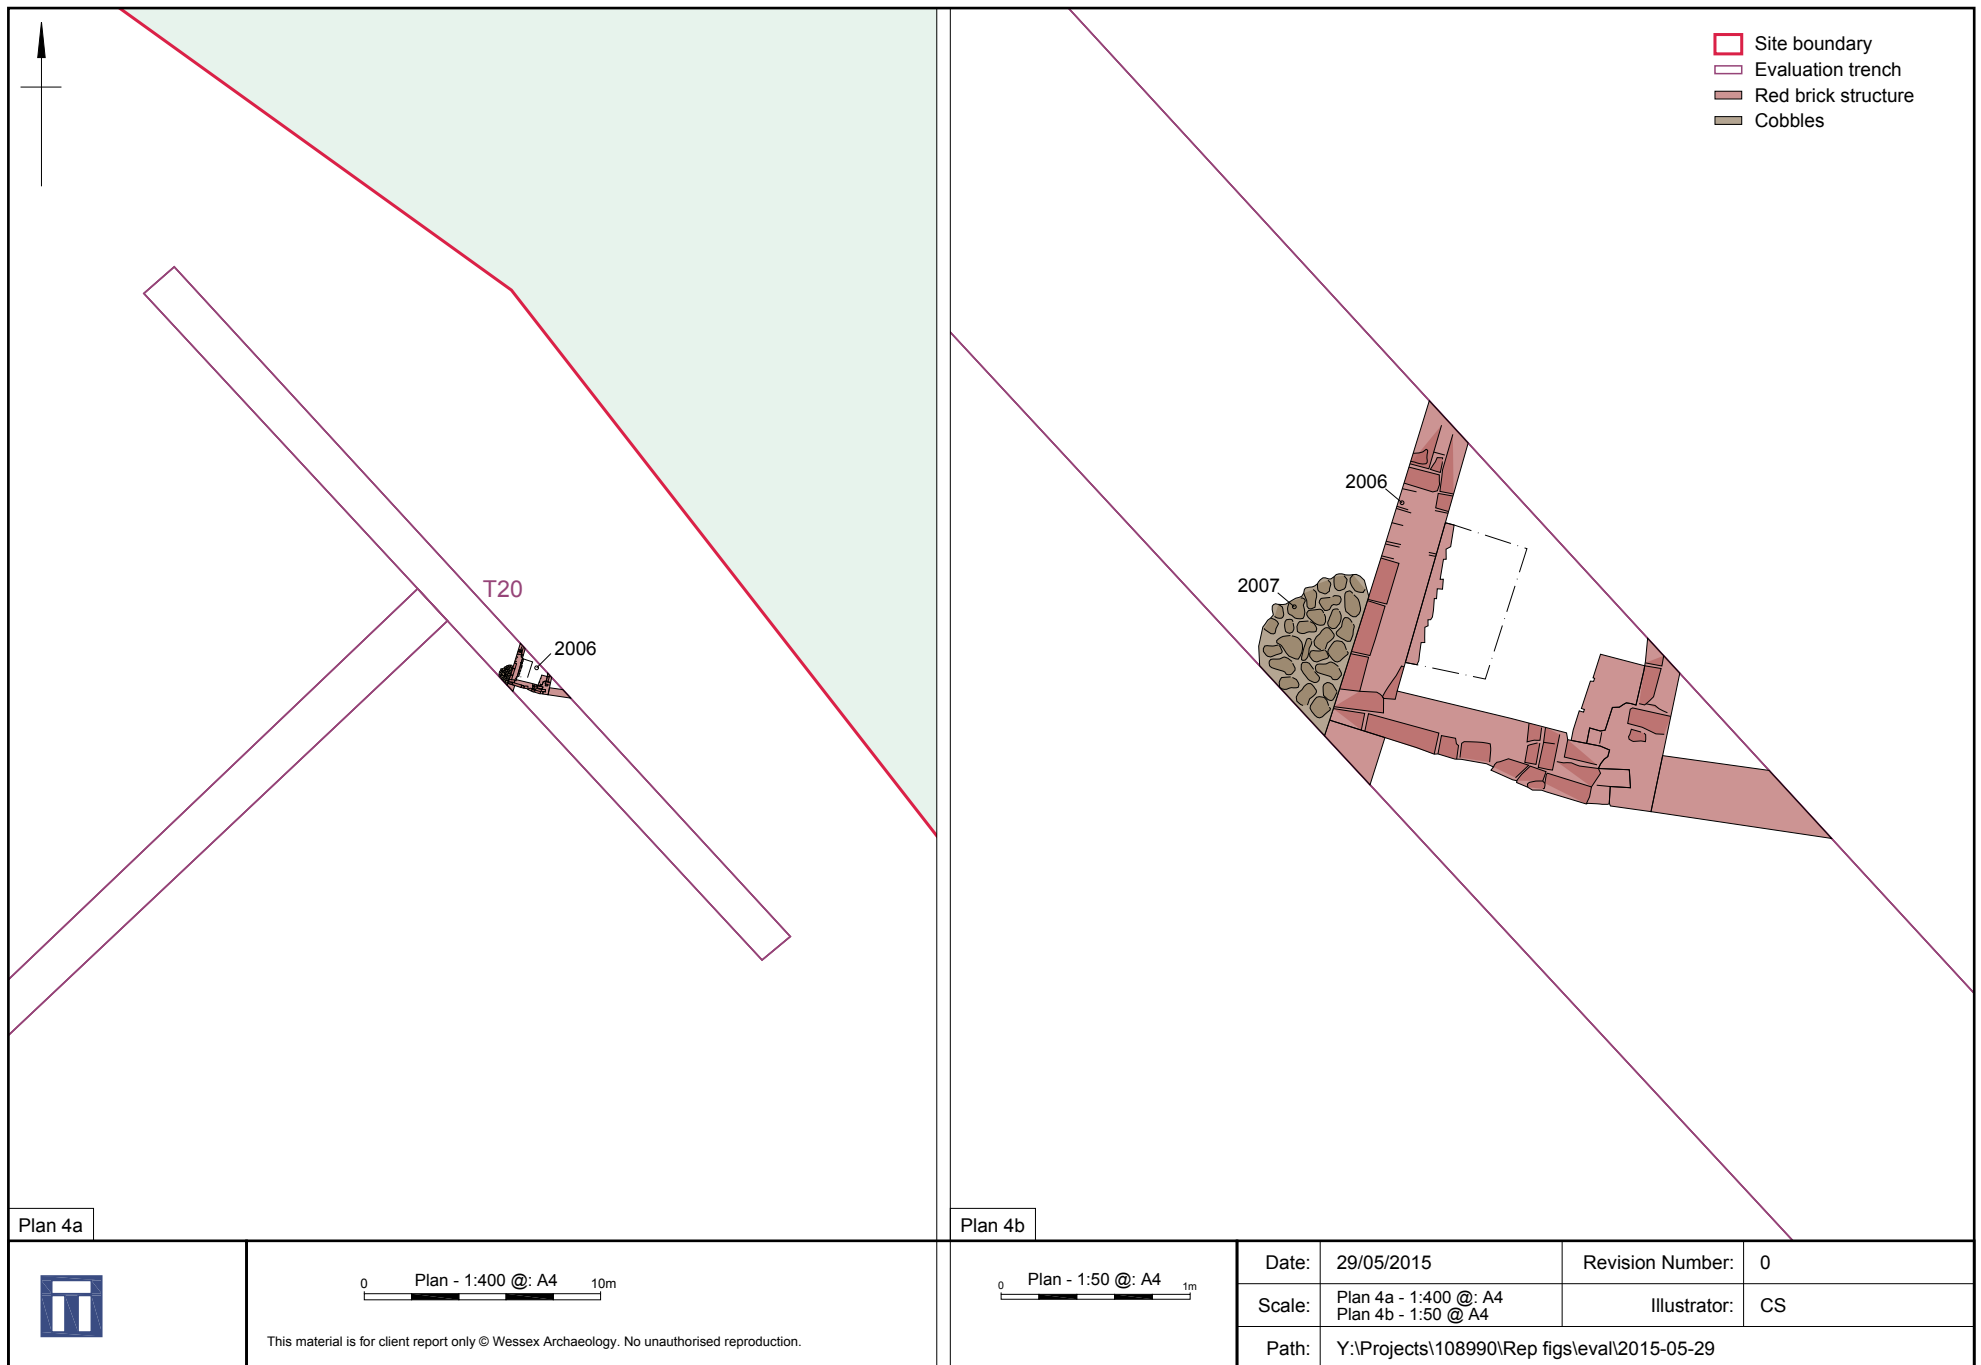 Site boundary
Evaluation trench
Red brick structure
Cobbles
T20
2006
2006
2007
Plan 4a
Plan 4b
0 Plan - 1:400 @: A4 10m
This material is for client report only © Wessex Archaeology. No unauthorised reproduction.
0 Plan - 1:50 @: A4 1m
Date: 29/05/2015 Revision Number: 0
Scale: Plan 4a - 1:400 @: A4
Plan 4b - 1:50 @ A4
Illustrator: CS
Path: Y:\Projects\108990\Rep figs\eval\2015-05-29